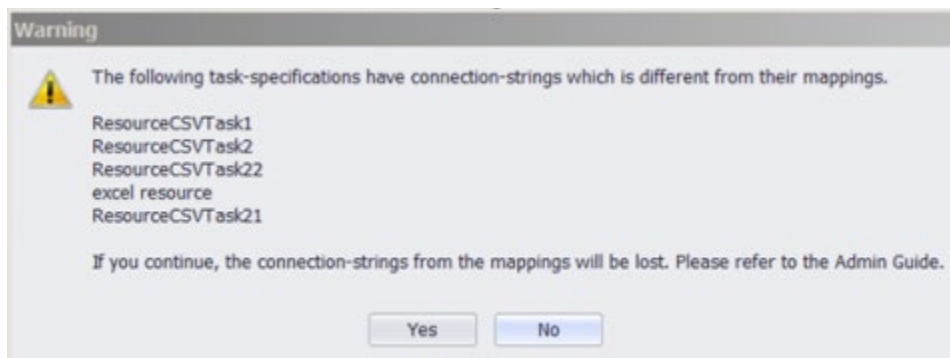 Warning
The following task-specifications have connection-strings which is different from their mappings.
ResourceCSVTask1
ResourceCSVTask2
ResourceCSVTask22
excel resource
ResourceCSVTask21
If you continue, the connection-strings from the mappings will be lost. Please refer to the Admin Guide.
Yes No